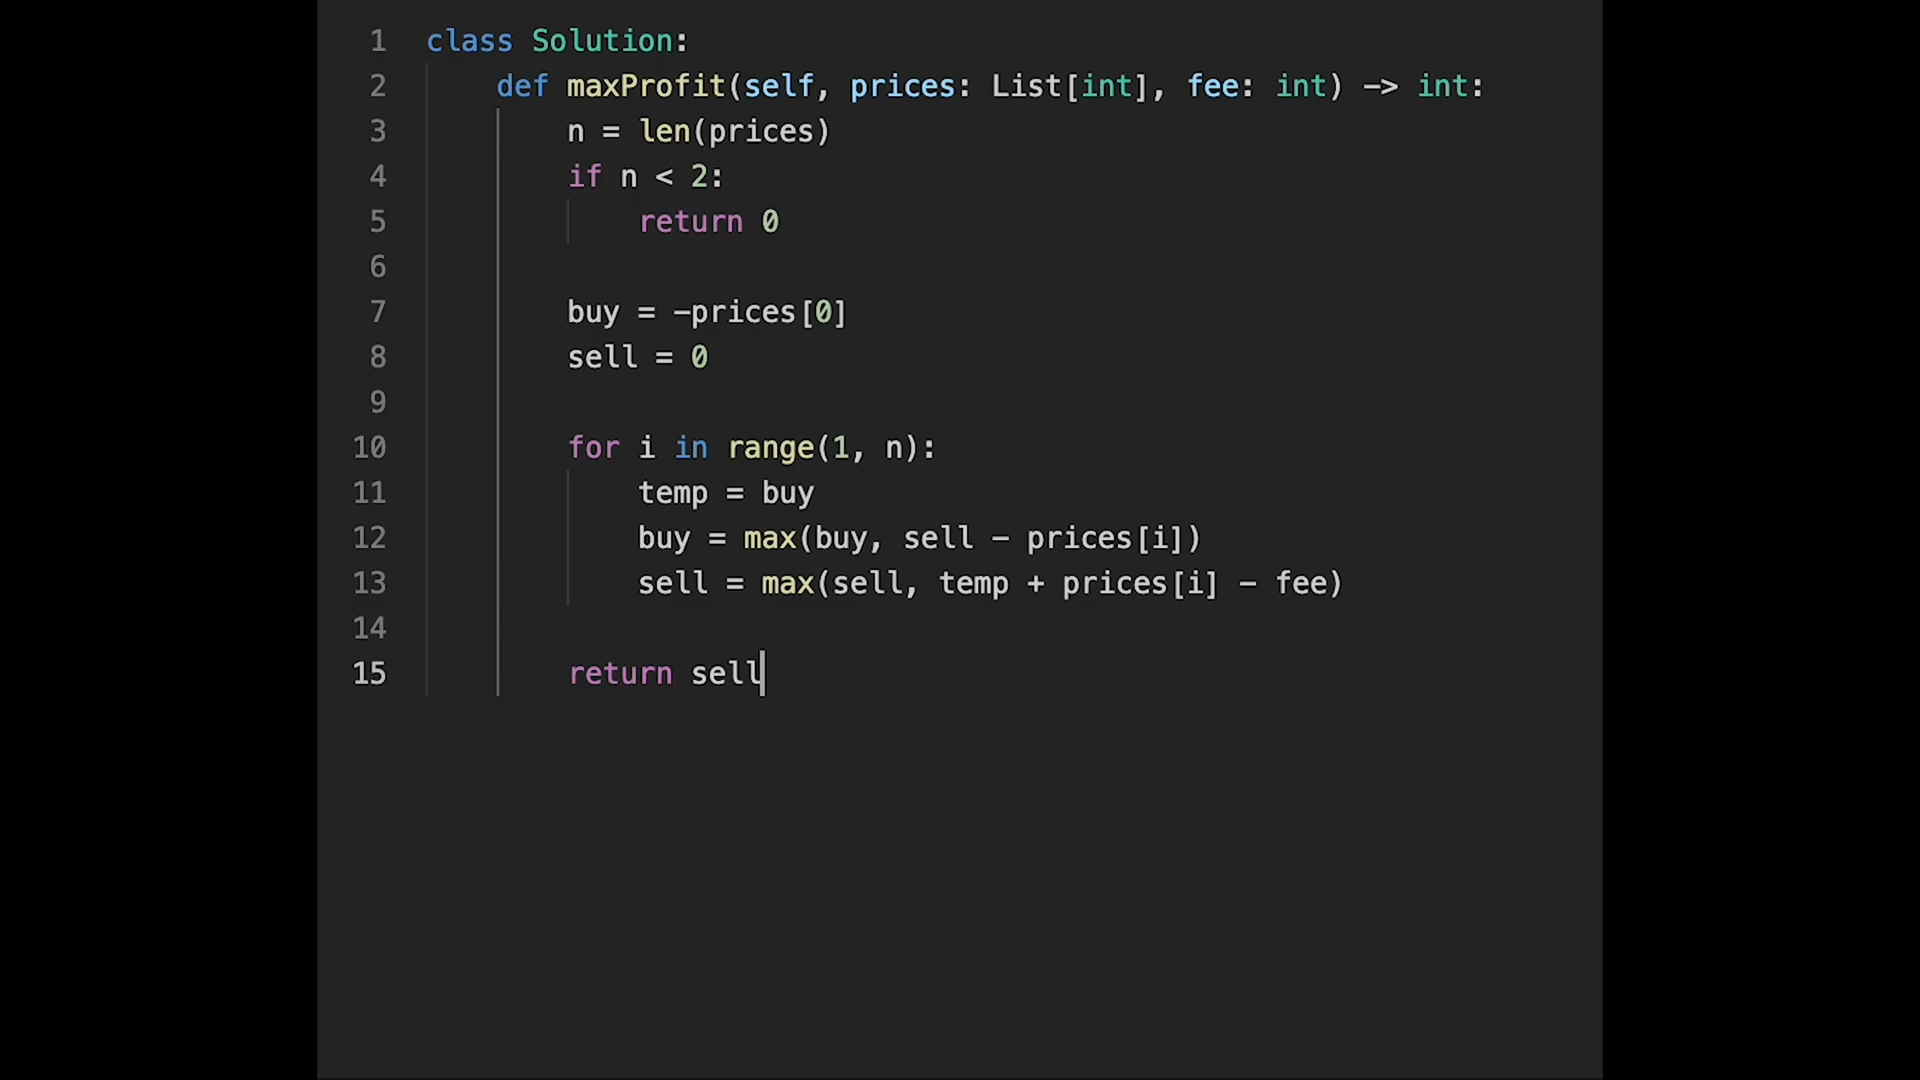 1 class Solution:
2 def maxProfit(self, prices: List[int], fee: int) -> int:
3 n = len(prices)
4 if n < 2:
5 return 0
6
7 buy = -prices[0]
8 sell = 0
9
10 for i in range(1, n):
11 temp = buy
12 buy = max(buy, sell - prices[i])
13 sell = max(sell, temp + prices[i] - fee)
14
15 return sell